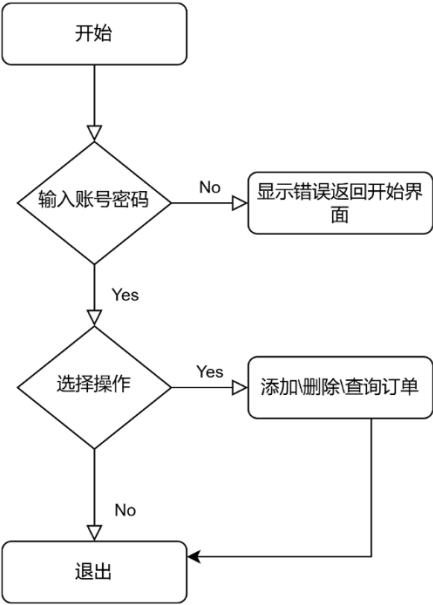 开始
输入账号密码
No
显示错误返回开始界
面
Yes
选择操作
Yes
添加\删除\查询订单
No
退出